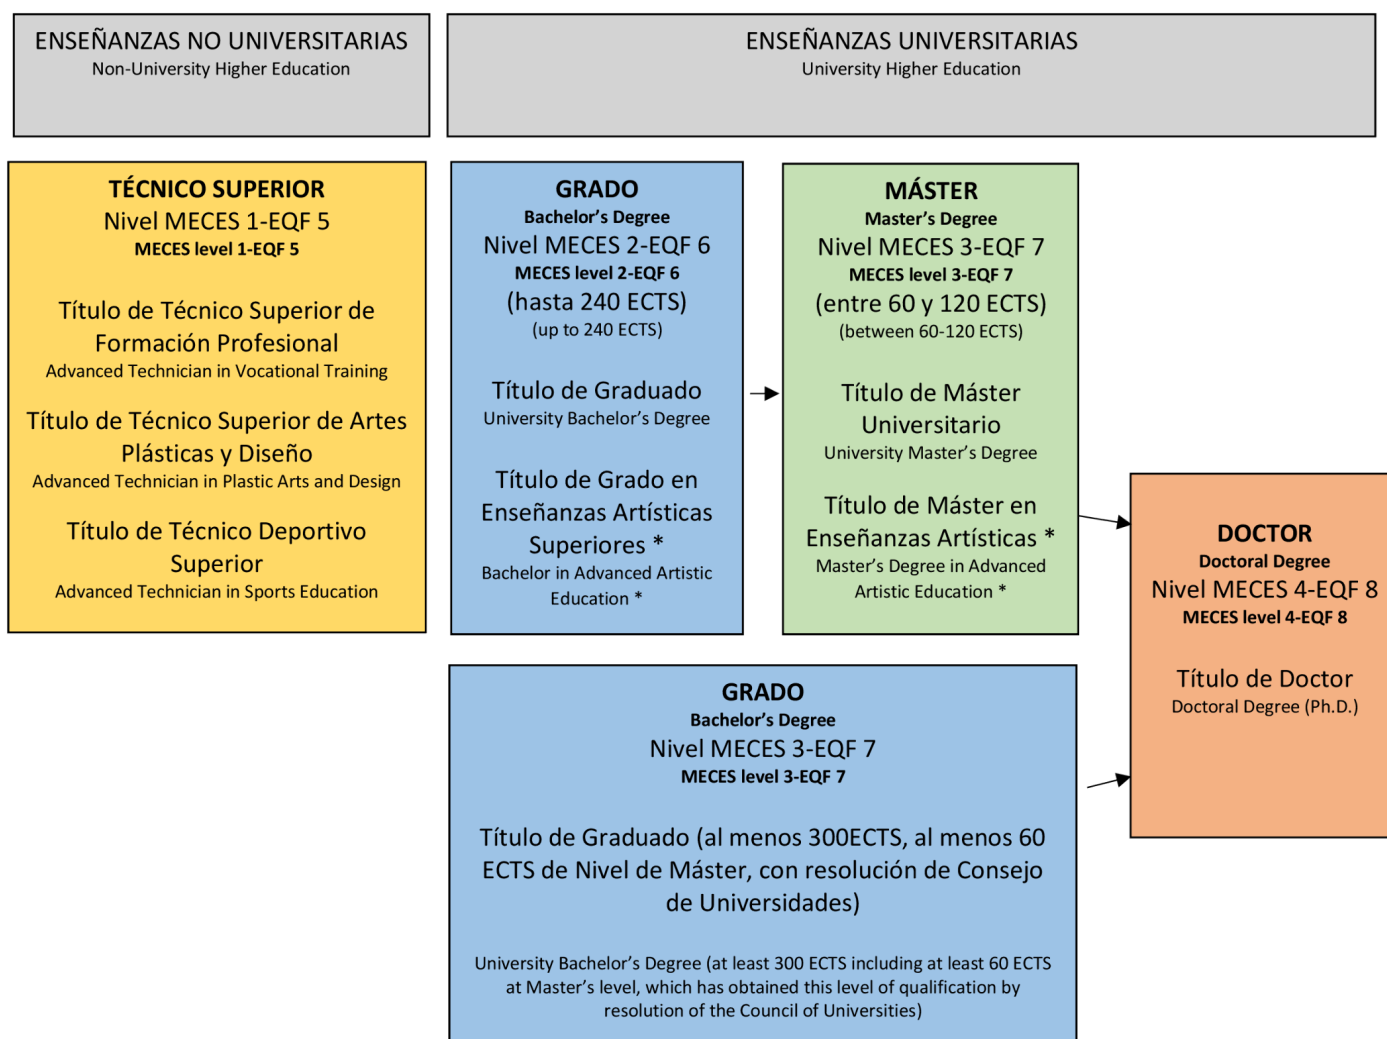 ENSEÑANZAS NO UNIVERSITARIAS
Non-University Higher Education
ENSEÑANZAS UNIVERSITARIAS
University Higher Education
TÉCNICO SUPERIOR
Nivel MECES 1-EQF 5
MECES level 1-EQF 5
Título de Técnico Superior de
Formación Profesional
Advanced Technician in Vocational Training
Título de Técnico Superior de Artes
Plásticas y Diseño
Advanced Technician in Plastic Arts and Design
Título de Técnico Deportivo
Superior
Advanced Technician in Sports Education
GRADO
Bachelor’s Degree
Nivel MECES 2-EQF 6
MECES level 2-EQF 6
(hasta 240 ECTS)
(up to 240 ECTS)
Título de Graduado
University Bachelor’s Degree
Título de Grado en
Enseñanzas Artísticas
Superiores *
Bachelor in Advanced Artistic
Education *
MÁSTER
Master’s Degree
Nivel MECES 3-EQF 7
MECES level 3-EQF 7
(entre 60 y 120 ECTS)
(between 60-120 ECTS)
Título de Máster
Universitario
University Master’s Degree
Título de Máster en
Enseñanzas Artísticas *
Master’s Degree in Advanced
Artistic Education *
DOCTOR
Doctoral Degree
Nivel MECES 4-EQF 8
MECES level 4-EQF 8
Título de Doctor
Doctoral Degree (Ph.D.)
GRADO
Bachelor’s Degree
Nivel MECES 3-EQF 7
MECES level 3-EQF 7
Título de Graduado (al menos 300ECTS, al menos 60
ECTS de Nivel de Máster, con resolución de Consejo
de Universidades)
University Bachelor’s Degree (at least 300 ECTS including at least 60 ECTS
at Master’s level, which has obtained this level of qualification by
resolution of the Council of Universities)